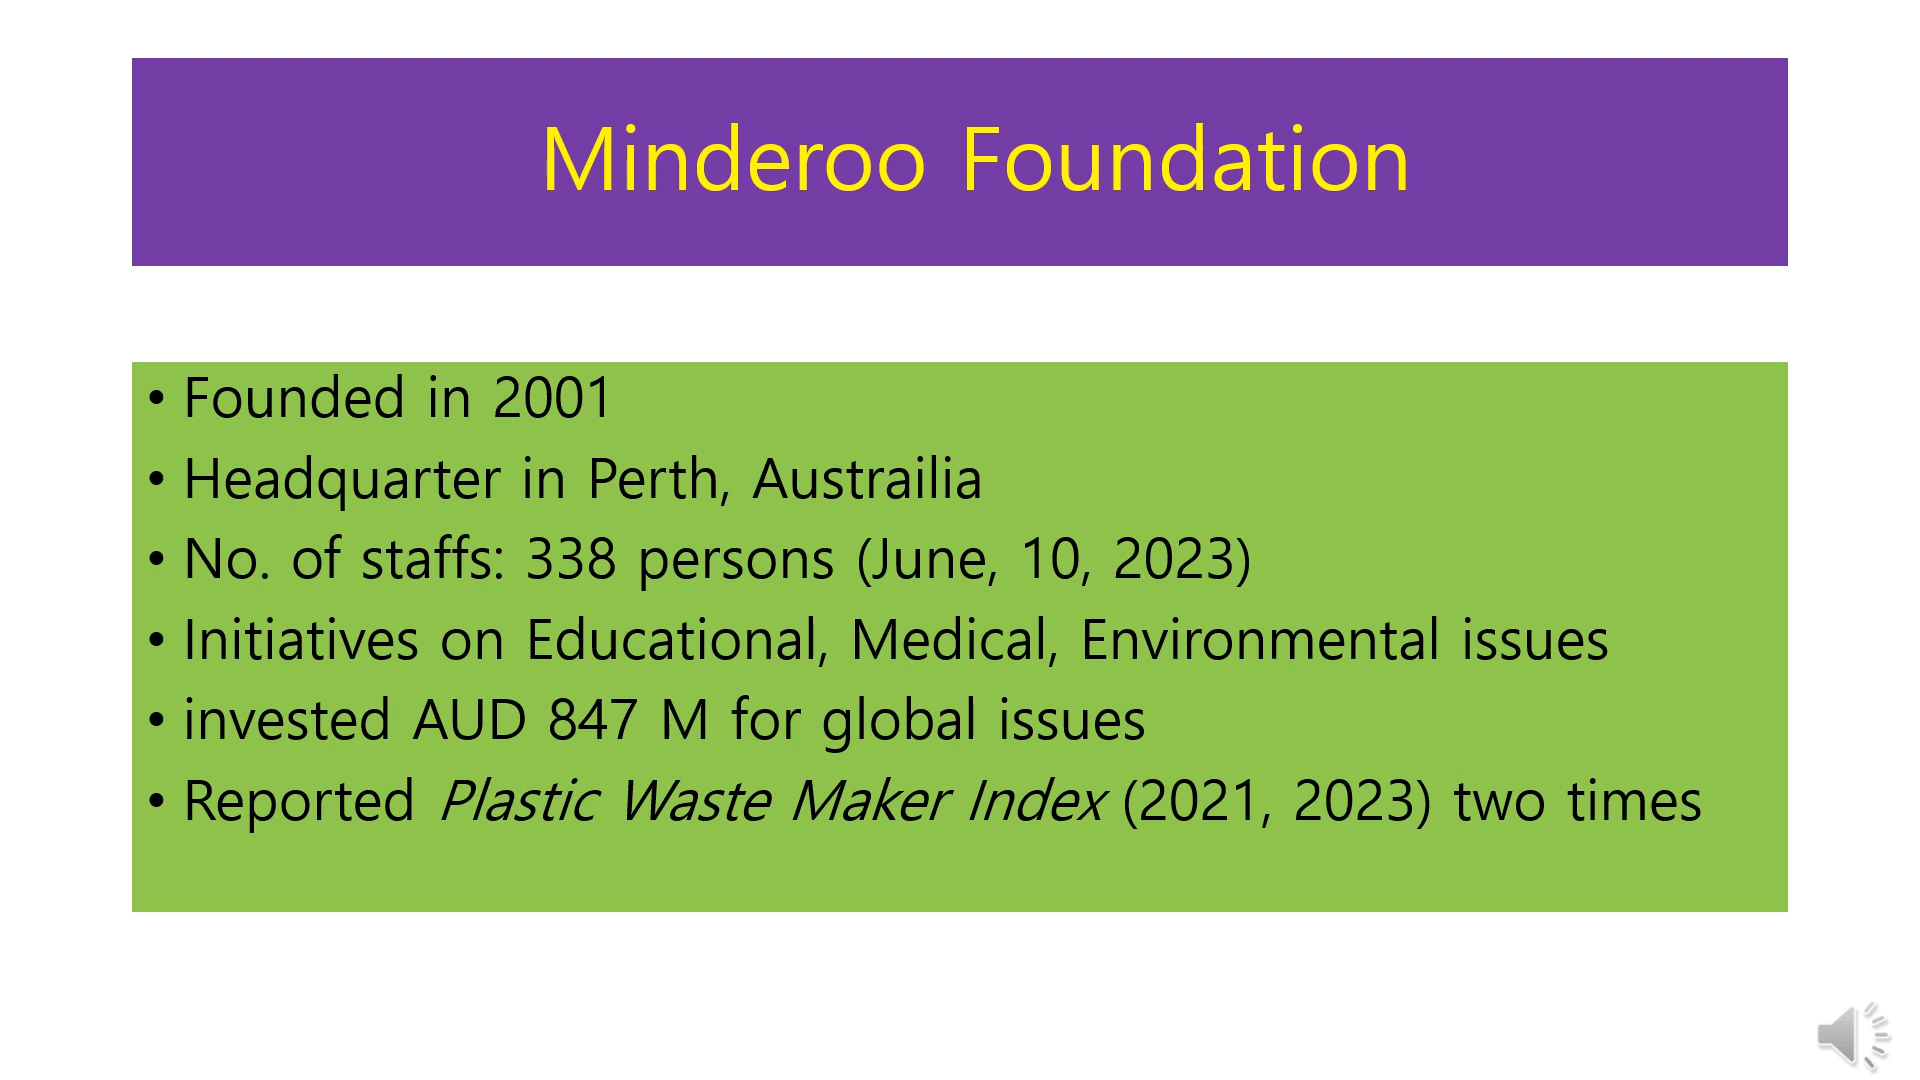 Minderoo Foundation
• Founded in 2001
• Headquarter in Perth, Austrailia
• No. of staffs: 338 persons (June, 10, 2023)
• Initiatives on Educational, Medical, Environmental issues
• invested AUD 847 M for global issues
• Reported Plastic Waste Maker Index (2021, 2023) two times